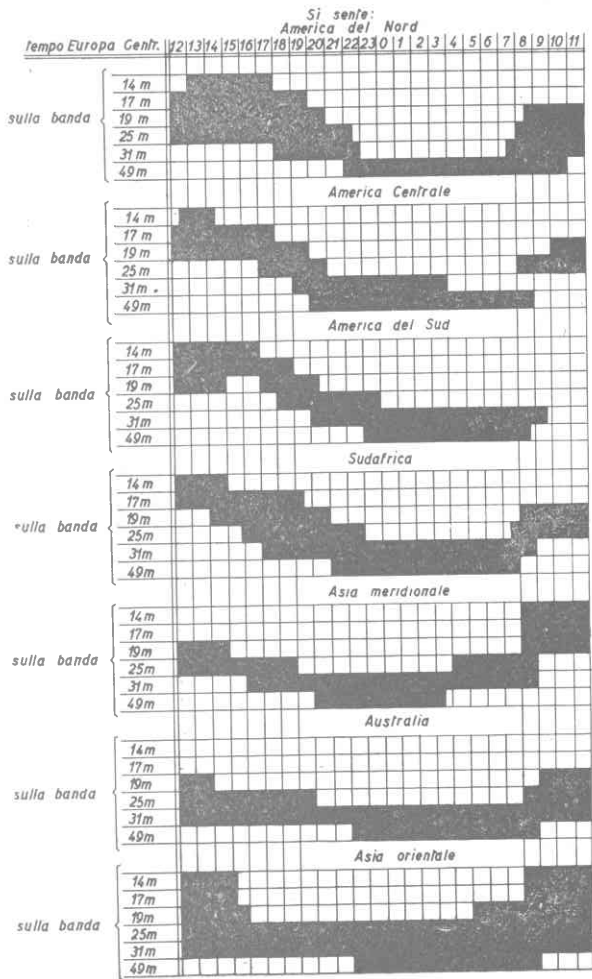 Si sente:
America del Nord
tempo Europa Centr. 12 13 14 15 16 17 18 19 20 21 22 23 0 1 2 3 4 5 6 7 8 9 10 11
sulla banda
14 m
17 m
19 m
25 m
31 m
49 m
America Centrale
sulla banda
14 m
17 m
19 m
25 m
31 m.
49 m
America del Sud
sulla banda
14 m
17 m
19 m
25 m
31 m
49 m
Sudafrica
sulla banda
14 m
17 m
19 m
25 m
31 m
49 m
Asia meridionale
sulla banda
14 m
17 m
19 m
25 m
31 m
49 m
Australia
sulla banda
14 m
17 m
19 m
25 m
31 m
49 m
Asia orientale
sulla banda
14 m
17 m
19 m
25 m
31 m
49 m